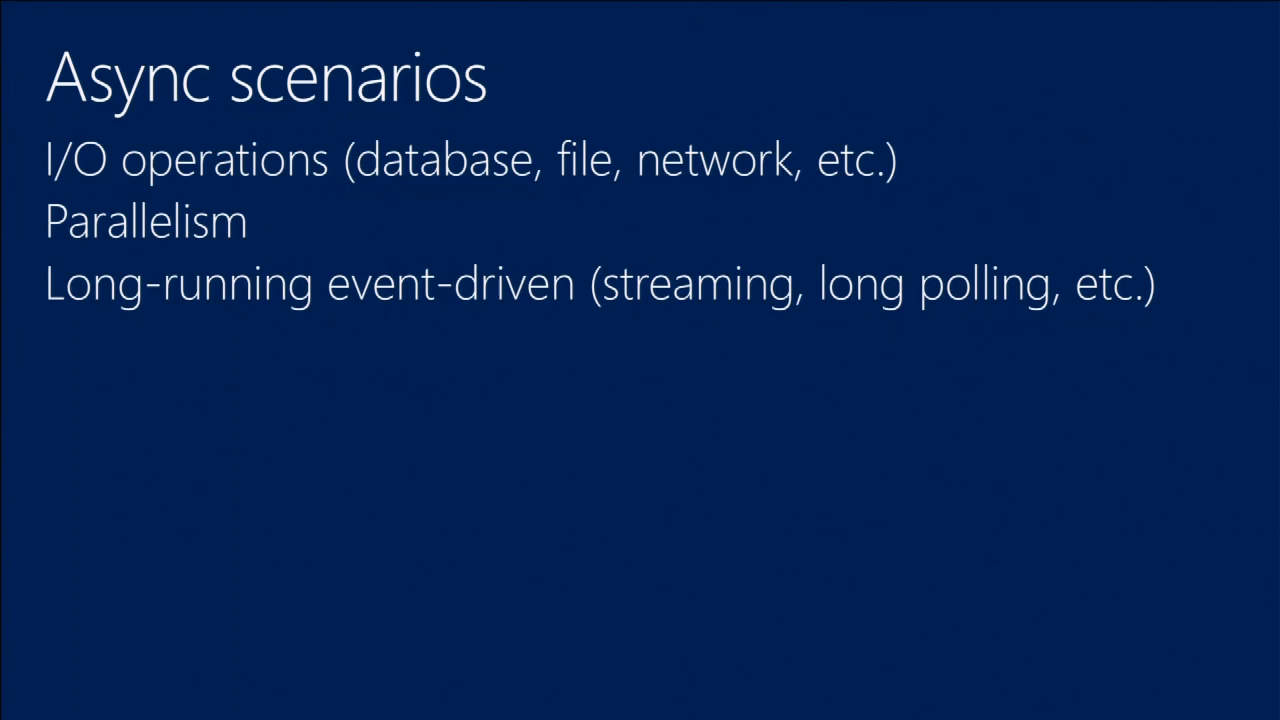 Async scenarios
I/O operations (database, file, network, etc.)
Parallelism
Long-running event-driven (streaming, long polling, etc.)